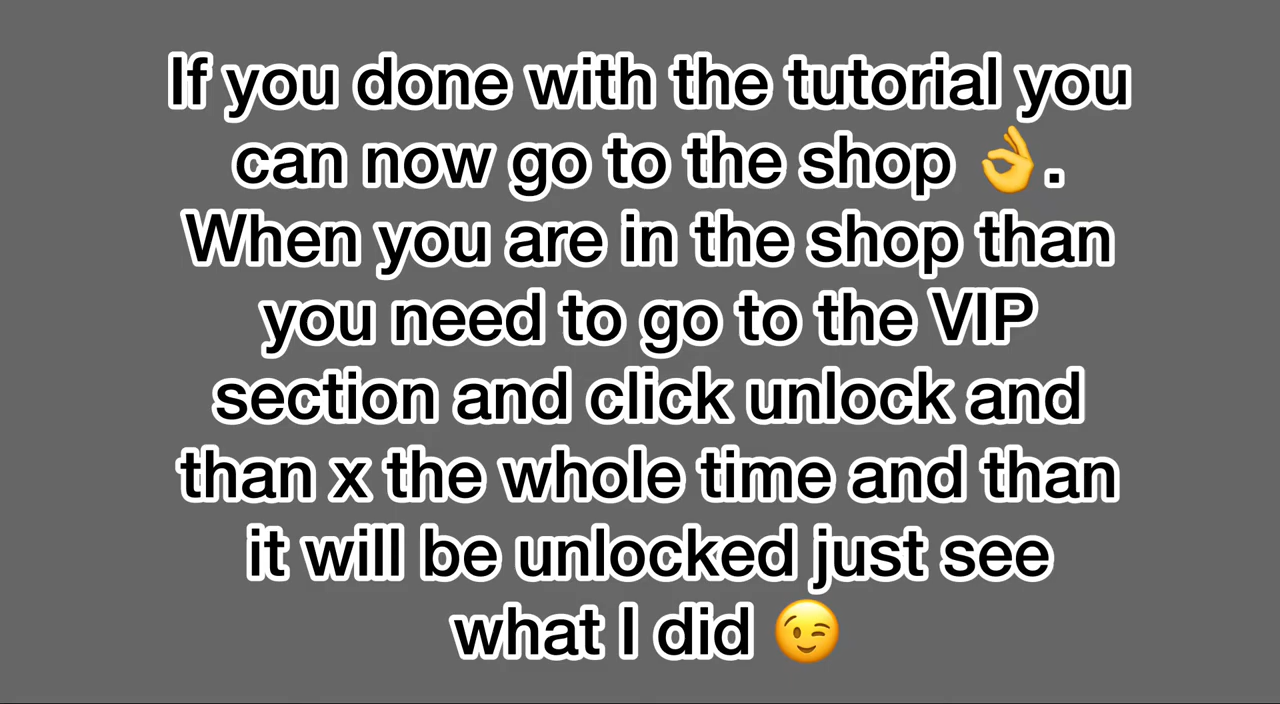 If you done with the tutorial you
can now go to the shop 👌.
When you are in the shop than
you need to go to the VIP
section and click unlock and
than x the whole time and than
it will be unlocked just see
what I did 😉